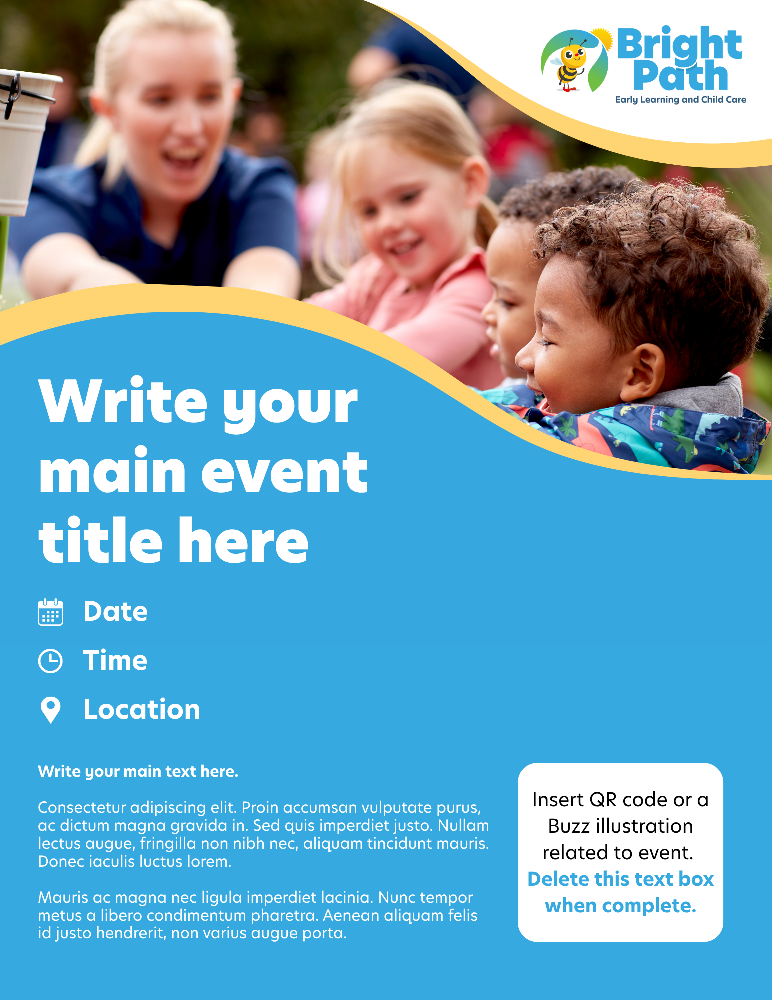 Bright
Path
Early Learning and Child Care
Write your
main event
title here
Date
Time
Location
Write your main text here.
Consectetur adipiscing elit. Proin accumsan vulputate purus,
ac dictum magna gravida in. Sed quis imperdiet justo. Nullam
lectus augue, fringilla non nibh nec, aliquam tincidunt mauris.
Donec iaculis luctus lorem.
Mauris ac magna nec ligula imperdiet lacinia. Nunc tempor
metus a libero condimentum pharetra. Aenean aliquam felis
id justo hendrerit, non varius augue porta.
Insert QR code or a
Buzz illustration
related to event.
Delete this text box
when complete.